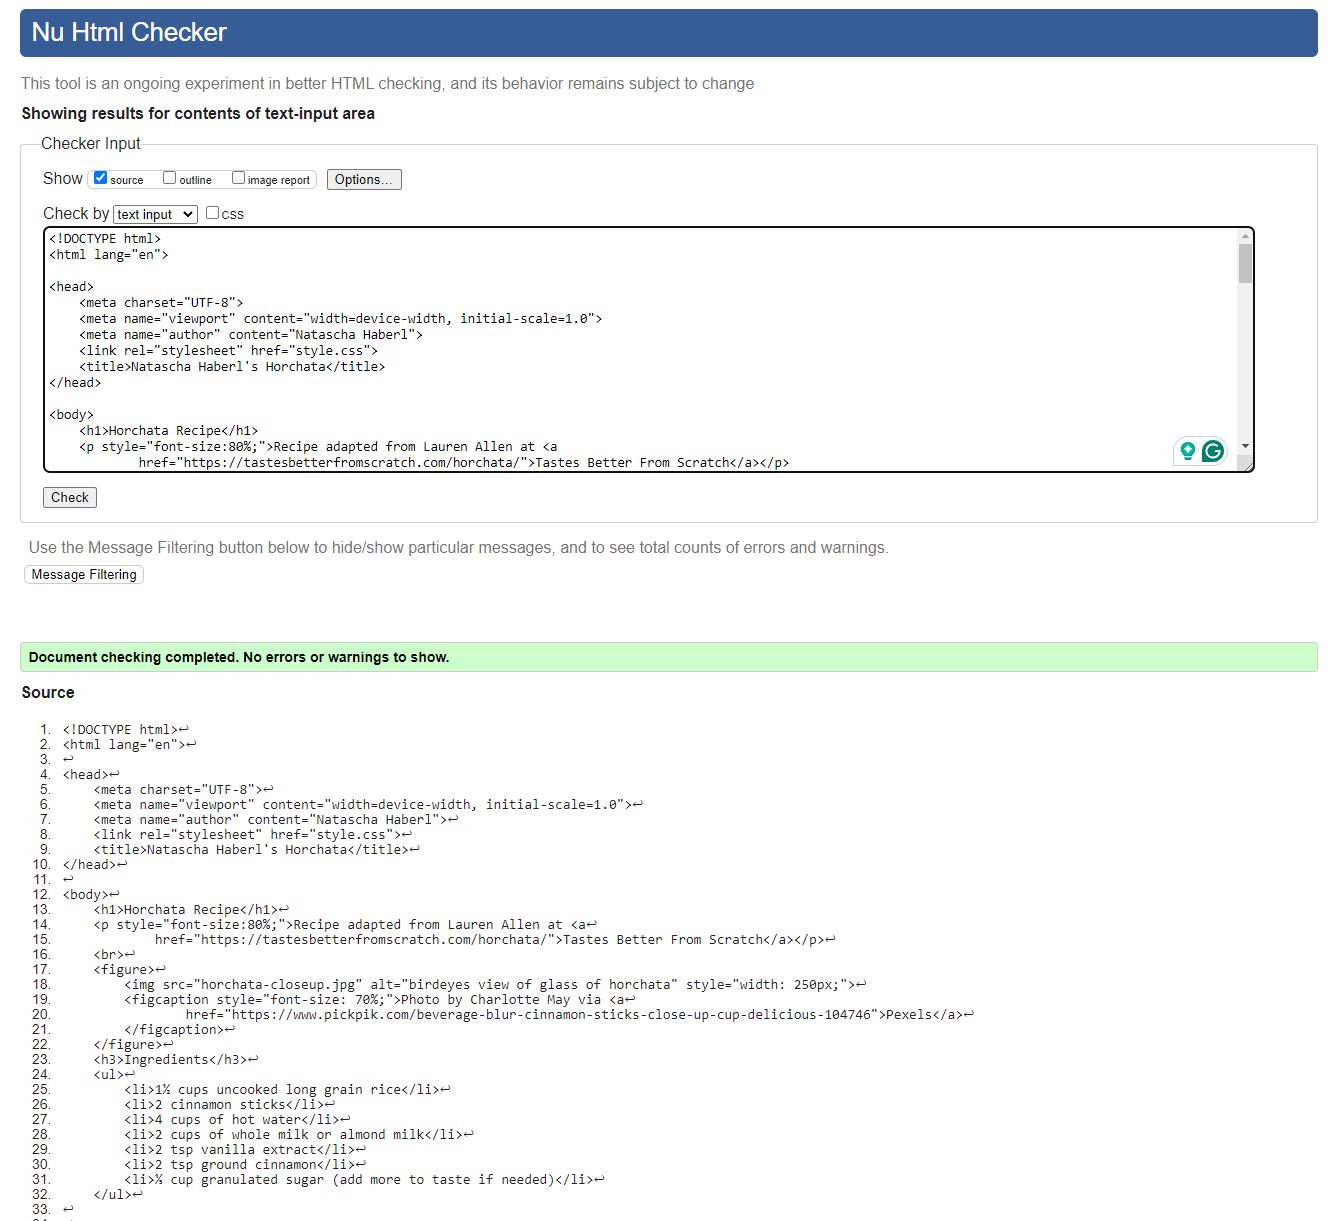 Nu Html Checker
This tool is an ongoing experiment in better HTML checking, and its behavior remains subject to change
Showing results for contents of text-input area
Checker Input
Show source outline image report Options...
Check by text input css
<!DOCTYPE html>
<html lang="en">
<head>
<meta charset="UTF-8">
<meta name="viewport" content="width=device-width, initial-scale=1.0">
<meta name="author" content="Natascha Haberl">
<link rel="stylesheet" href="style.css">
<title>Natascha Haberl's Horchata</title>
</head>
<body>
<h1>Horchata Recipe</h1>
<p style="font-size:80%;">Recipe adapted from Lauren Allen at <a
href="https://tastesbetterfromscratch.com/horchata/">Tastes Better From Scratch</a></p>
Check
Use the Message Filtering button below to hide/show particular messages, and to see total counts of errors and warnings.
Message Filtering
Document checking completed. No errors or warnings to show.
Source
1. <!DOCTYPE html>↩
2. <html lang="en">↩
3. ↩
4. <head>↩
5. <meta charset="UTF-8">↩
6. <meta name="viewport" content="width=device-width, initial-scale=1.0">↩
7. <meta name="author" content="Natascha Haberl">↩
8. <link rel="stylesheet" href="style.css">↩
9. <title>Natascha Haberl's Horchata</title>↩
10. </head>↩
11. ↩
12. <body>↩
13. <h1>Horchata Recipe</h1>↩
14. <p style="font-size:80%;">Recipe adapted from Lauren Allen at <a↩
15. href="https://tastesbetterfromscratch.com/horchata/">Tastes Better From Scratch</a></p>↩
16. <br>↩
17. <figure>↩
18. <img src="horchata-closeup.jpg" alt="birdeyes view of glass of horchata" style="width: 250px;">↩
19. <figcaption style="font-size: 70%;">Photo by Charlotte May via <a↩
20. href="https://www.pickpik.com/beverage-blur-cinnamon-sticks-close-up-cup-delicious-104746">Pexels</a>↩
21. </figcaption>↩
22. </figure>↩
23. <h3>Ingredients</h3>↩
24. <ul>↩
25. <li> cups uncooked long grain rice</li>↩
26. <li>2 cinnamon sticks</li>↩
27. <li>4 cups of hot water</li>↩
28. <li>2 cups of whole milk or almond milk</li>↩
29. <li>2 tsp vanilla extract</li>↩
30. <li>2 tsp ground cinnamon</li>↩
31. <li> cup granulated sugar (add more to taste if needed)</li>↩
32. </ul>↩
33. ↩